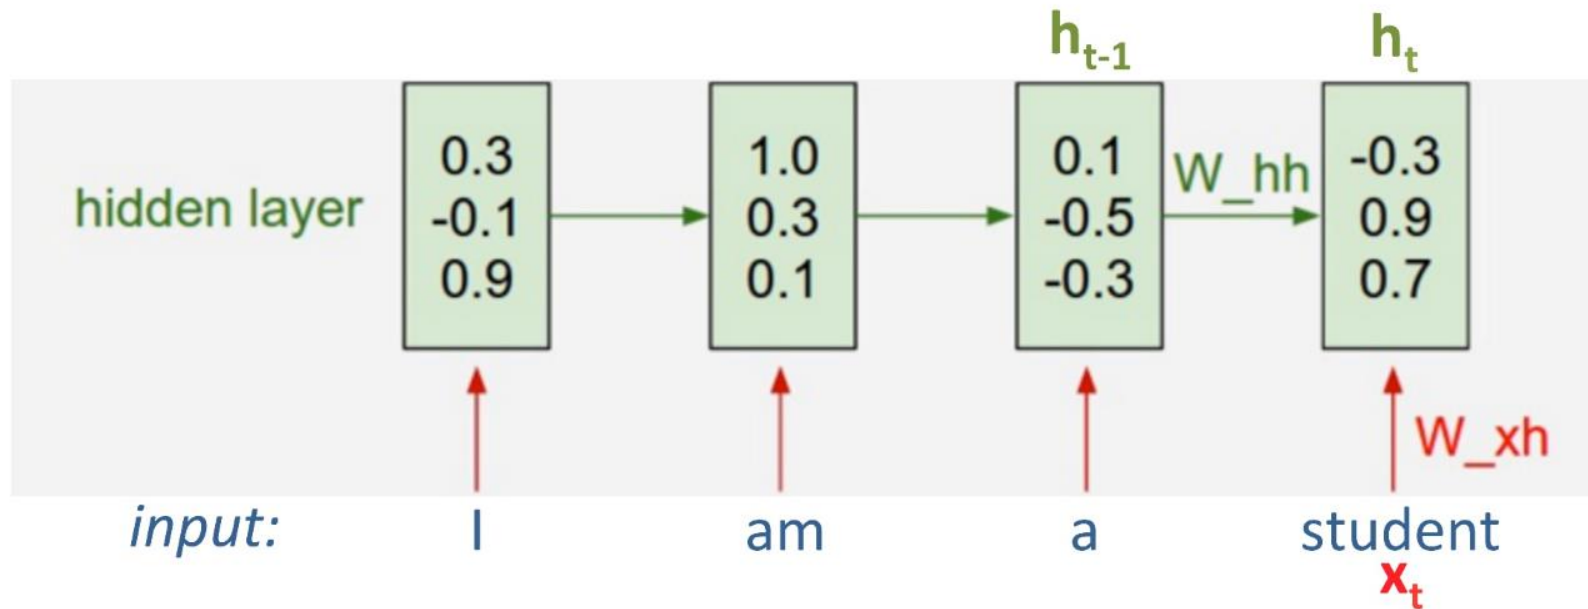 h_{t-1} h_t
0.3 1.0 0.1 -0.3
W_hh
hidden layer -0.1 0.3 -0.5 0.9
0.9 0.1 -0.3 0.7
W_xh
input: I am a student
x_t